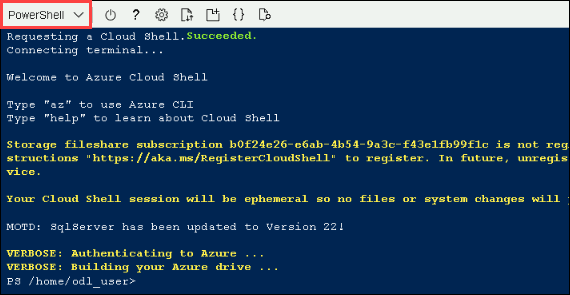 PowerShell
?
{}
Requesting a Cloud Shell.Succeeded.
Connecting terminal...
Welcome to Azure Cloud Shell
Type "az" to use Azure CLI
Type "help" to learn about Cloud Shell
Storage fileshare subscription b0f24e26-e6ab-4b54-9a3c-f43e1fb99f1c is not reg
structions "https://aka.ms/RegisterCloudShell" to register. In future, unregis
vice.
Your Cloud Shell session will be ephemeral so no files or system changes will
MOTD: SqlServer has been updated to Version 22!
VERBOSE: Authenticating to Azure ...
VERBOSE: Building your Azure drive ...
PS /home/odl_user>